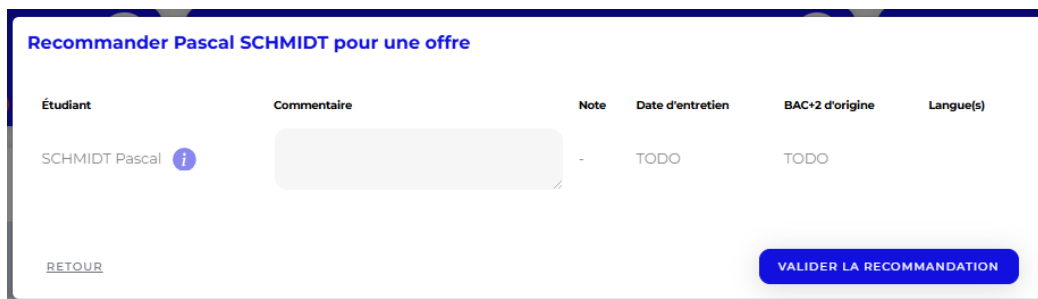 Recommander Pascal SCHMIDT pour une offre
Étudiant Commentaire Note Date d'entretien BAC+2 d'origine Langue(s)
SCHMIDT Pascal i - TODO TODO
RETOUR VALIDER LA RECOMMANDATION